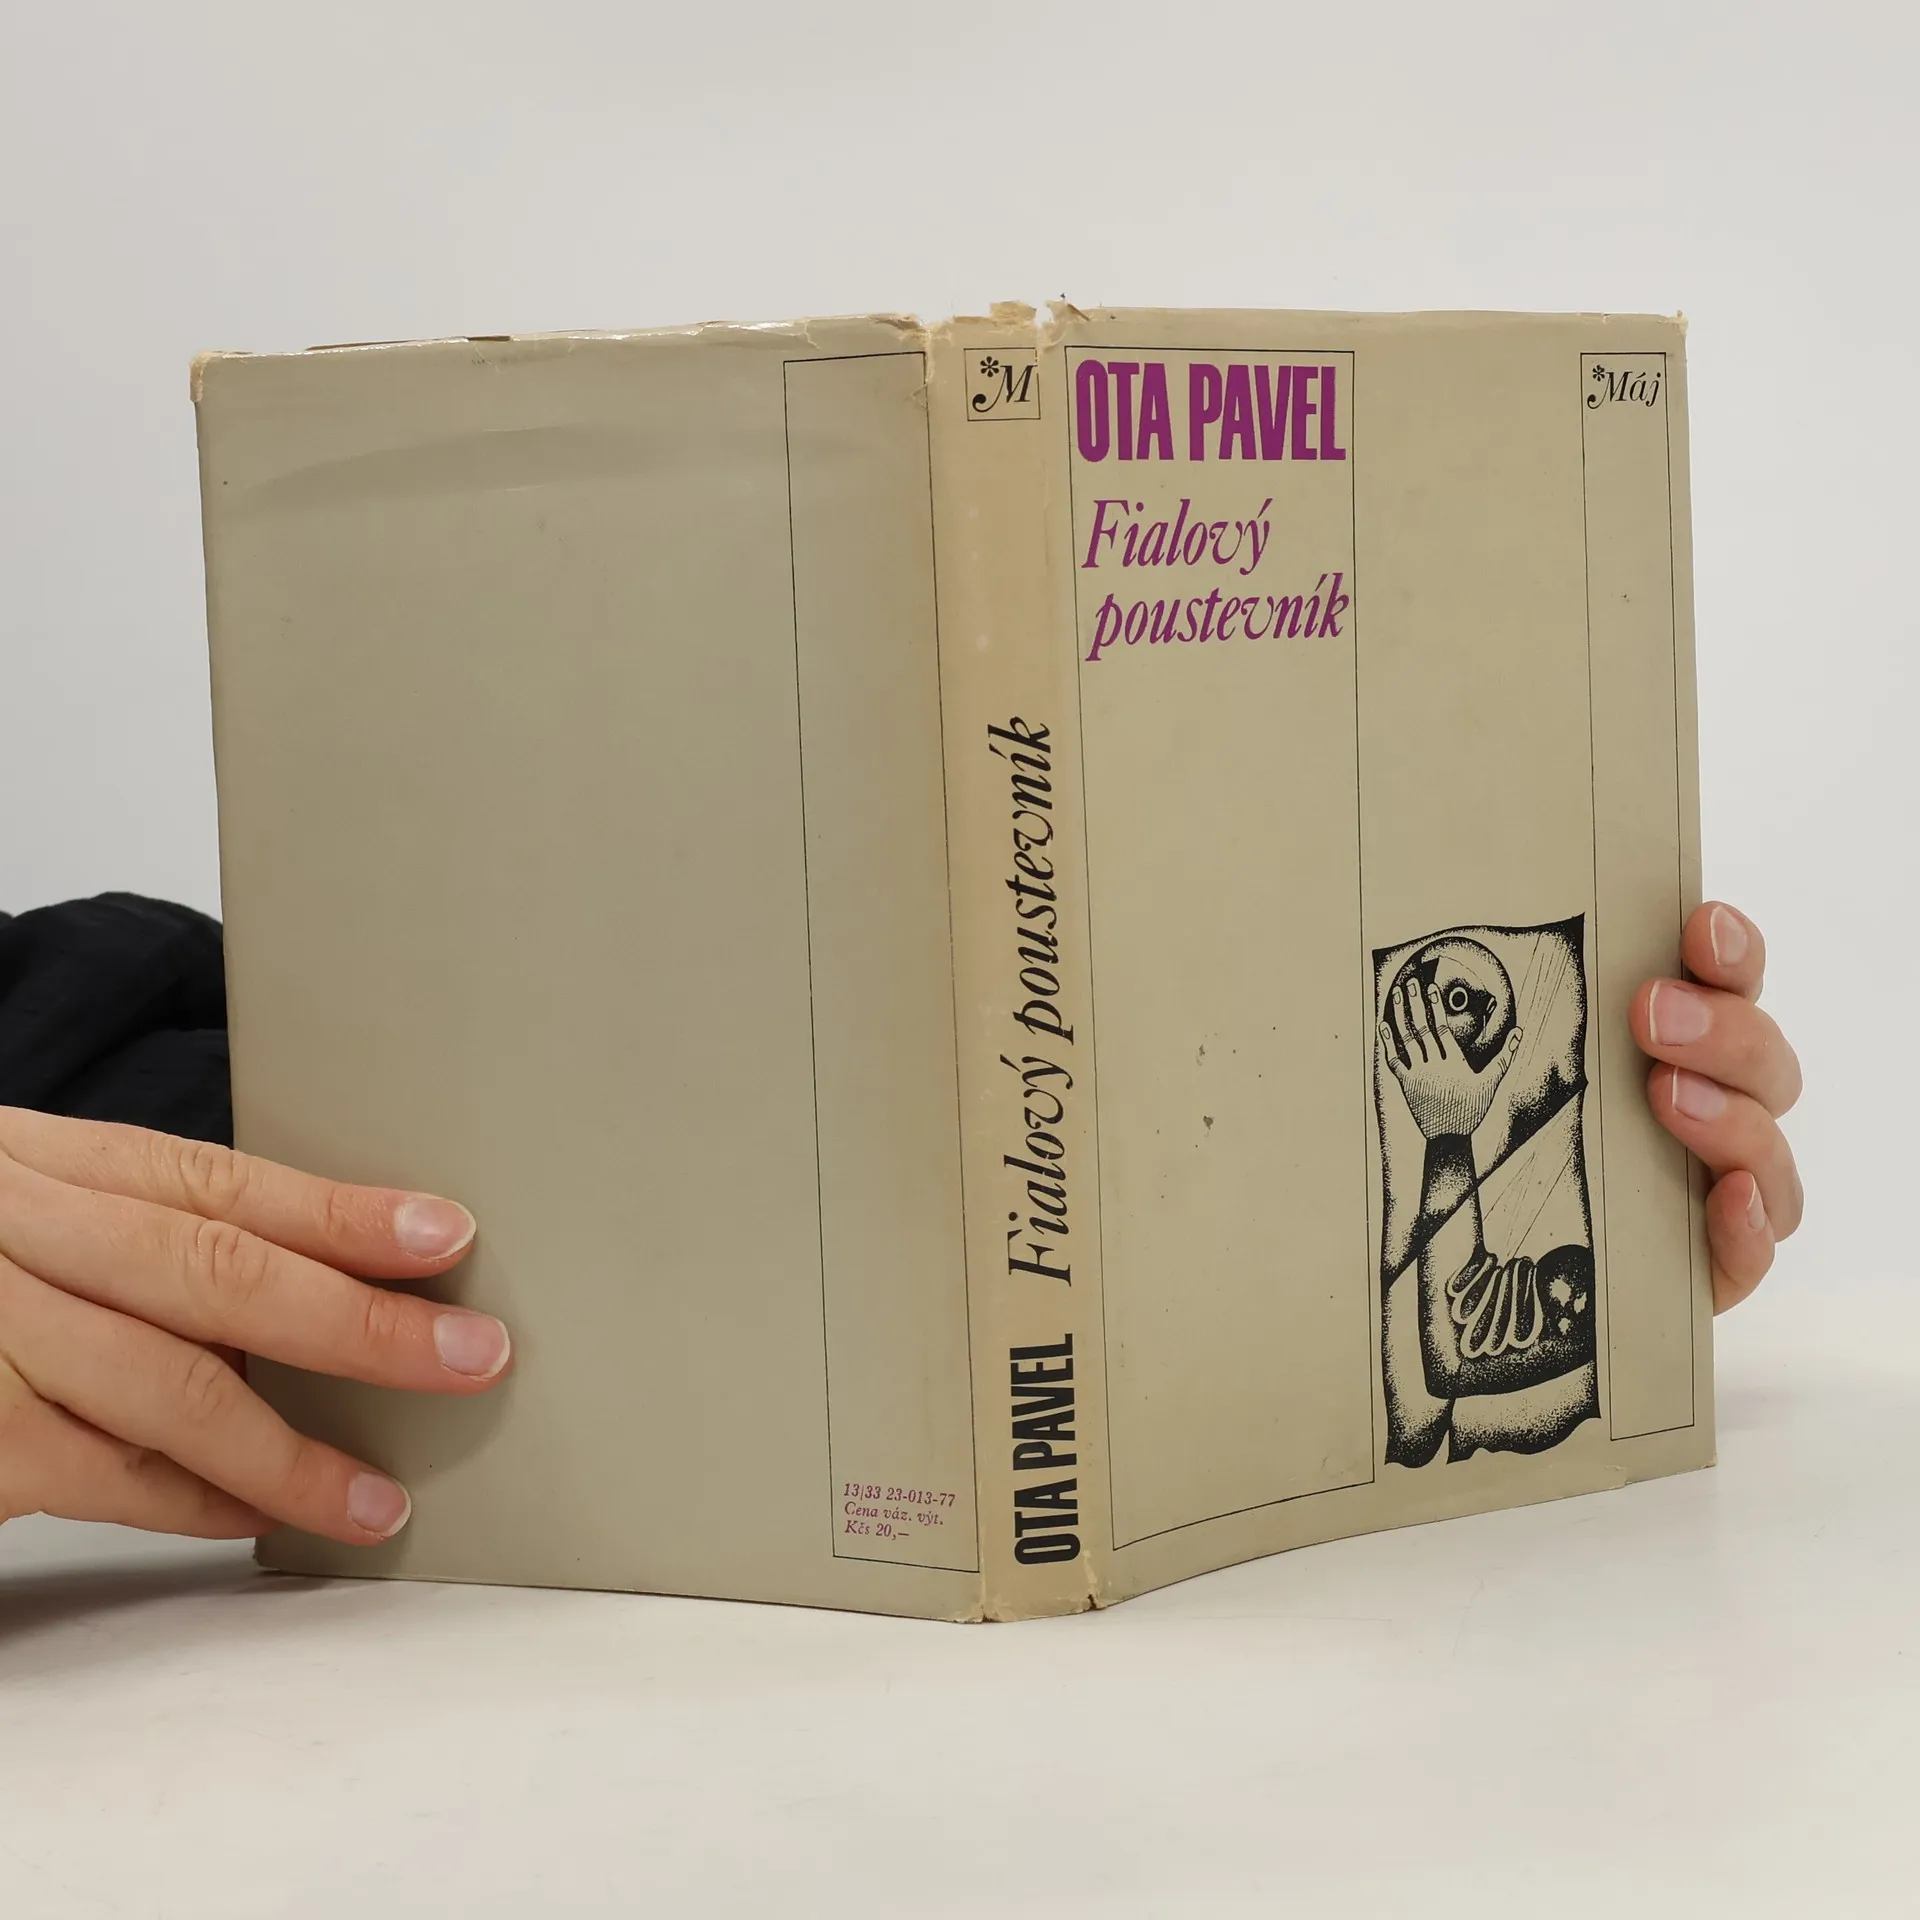 13/33 23-013-77
Cena váz. výt.
Kčs 20,—
*M
Fialový poustevník
OTA PAVEL
OTA PAVEL
Fialový
poustevník
*Máj